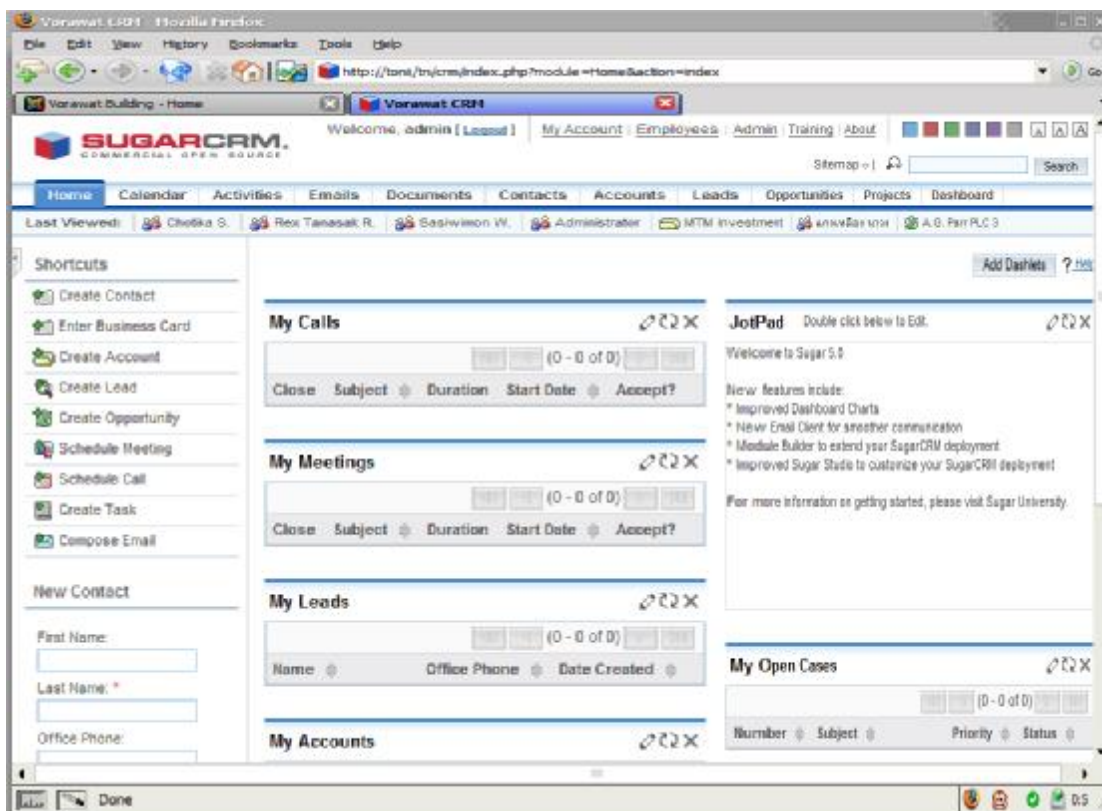 Vorawat CRM - Mozilla Firefox
File Edit View History Bookmarks Tools Help
http://toni/tn/crm/index.php?module=Home&action=index
Go
Vorawat Building - Home
Vorawat CRM
SUGARCRM.
COMMERCIAL OPEN SOURCE
Welcome, admin [ Logout ] My Account Employees Admin Training About
A A A
Sitemap
Search
Home Calendar Activities Emails Documents Contacts Accounts Leads Opportunities Projects Dashboard
Last Viewed: Chotika S. Rex Tanasak R. Sasiwimon W. Administrator MTM Investment A.G. Parr PLC 3
Shortcuts
Create Contact
Enter Business Card
Create Account
Create Lead
Create Opportunity
Schedule Meeting
Schedule Call
Create Task
Compose Email
New Contact
First Name:
Last Name: *
Office Phone:
Add Dashlets ? Help
My Calls
(0 - 0 of 0)
Close Subject Duration Start Date Accept?
My Meetings
(0 - 0 of 0)
Close Subject Duration Start Date Accept?
My Leads
(0 - 0 of 0)
Name Office Phone Date Created
My Accounts
JotPad Double click below to Edit.
Welcome to Sugar 5.0
New features include:
* Improved Dashboard Charts
* New Email Client for smoother communication
* Module Builder to extend your SugarCRM deployment
* Improved Sugar Studio to customize your SugarCRM deployment
For more information on getting started, please visit Sugar University.
My Open Cases
(0 - 0 of 0)
Number Subject Priority Status
Done
0:5